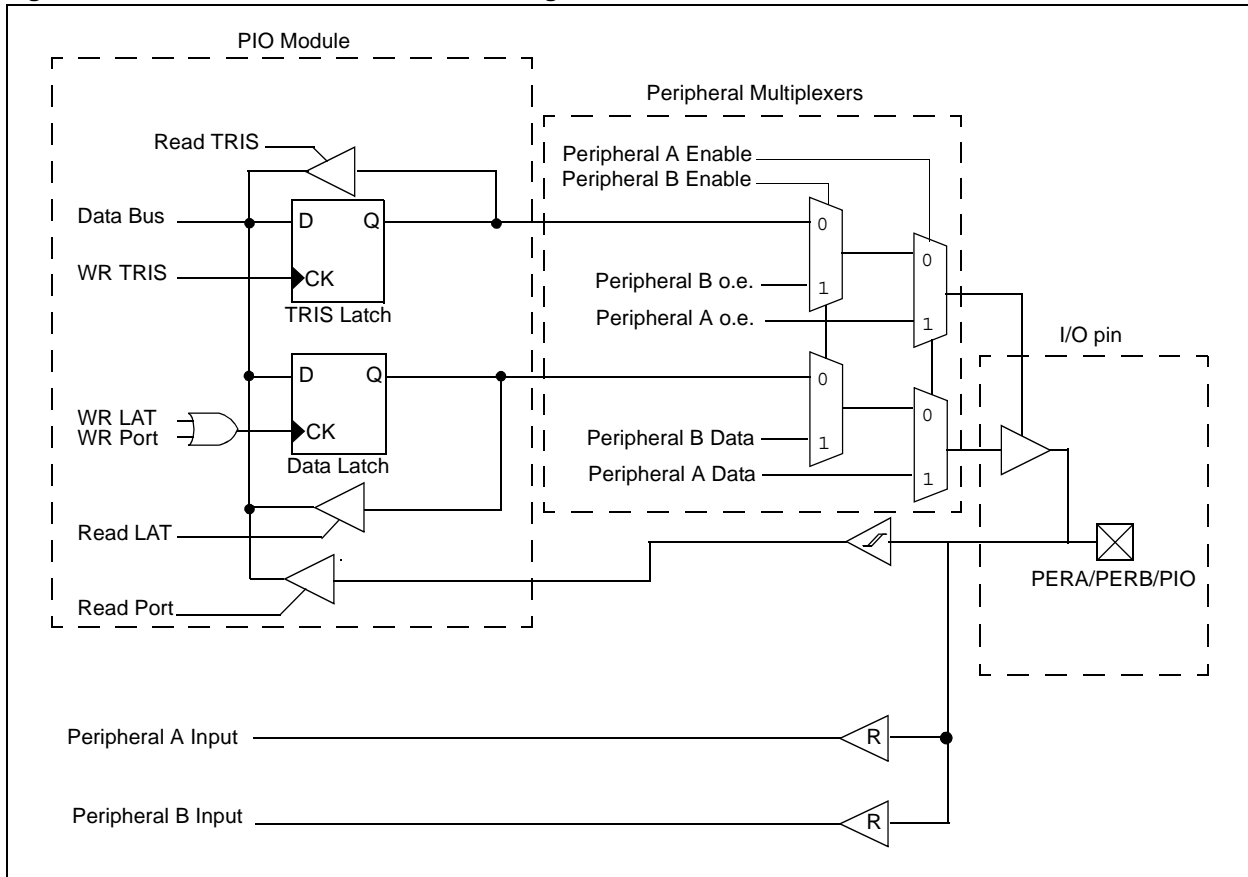 PIO Module
Peripheral Multiplexers
Read TRIS
Peripheral A Enable
Peripheral B Enable
Data Bus
D Q
0
WR TRIS
CK
0
Peripheral B o.e.
1
TRIS Latch
Peripheral A o.e.
1
I/O pin
D Q
0
WR LAT
WR Port
CK
0
Peripheral B Data
1
Data Latch
Peripheral A Data
1
Read LAT
PERA/PERB/PIO
Read Port
Peripheral A Input
R
Peripheral B Input
R